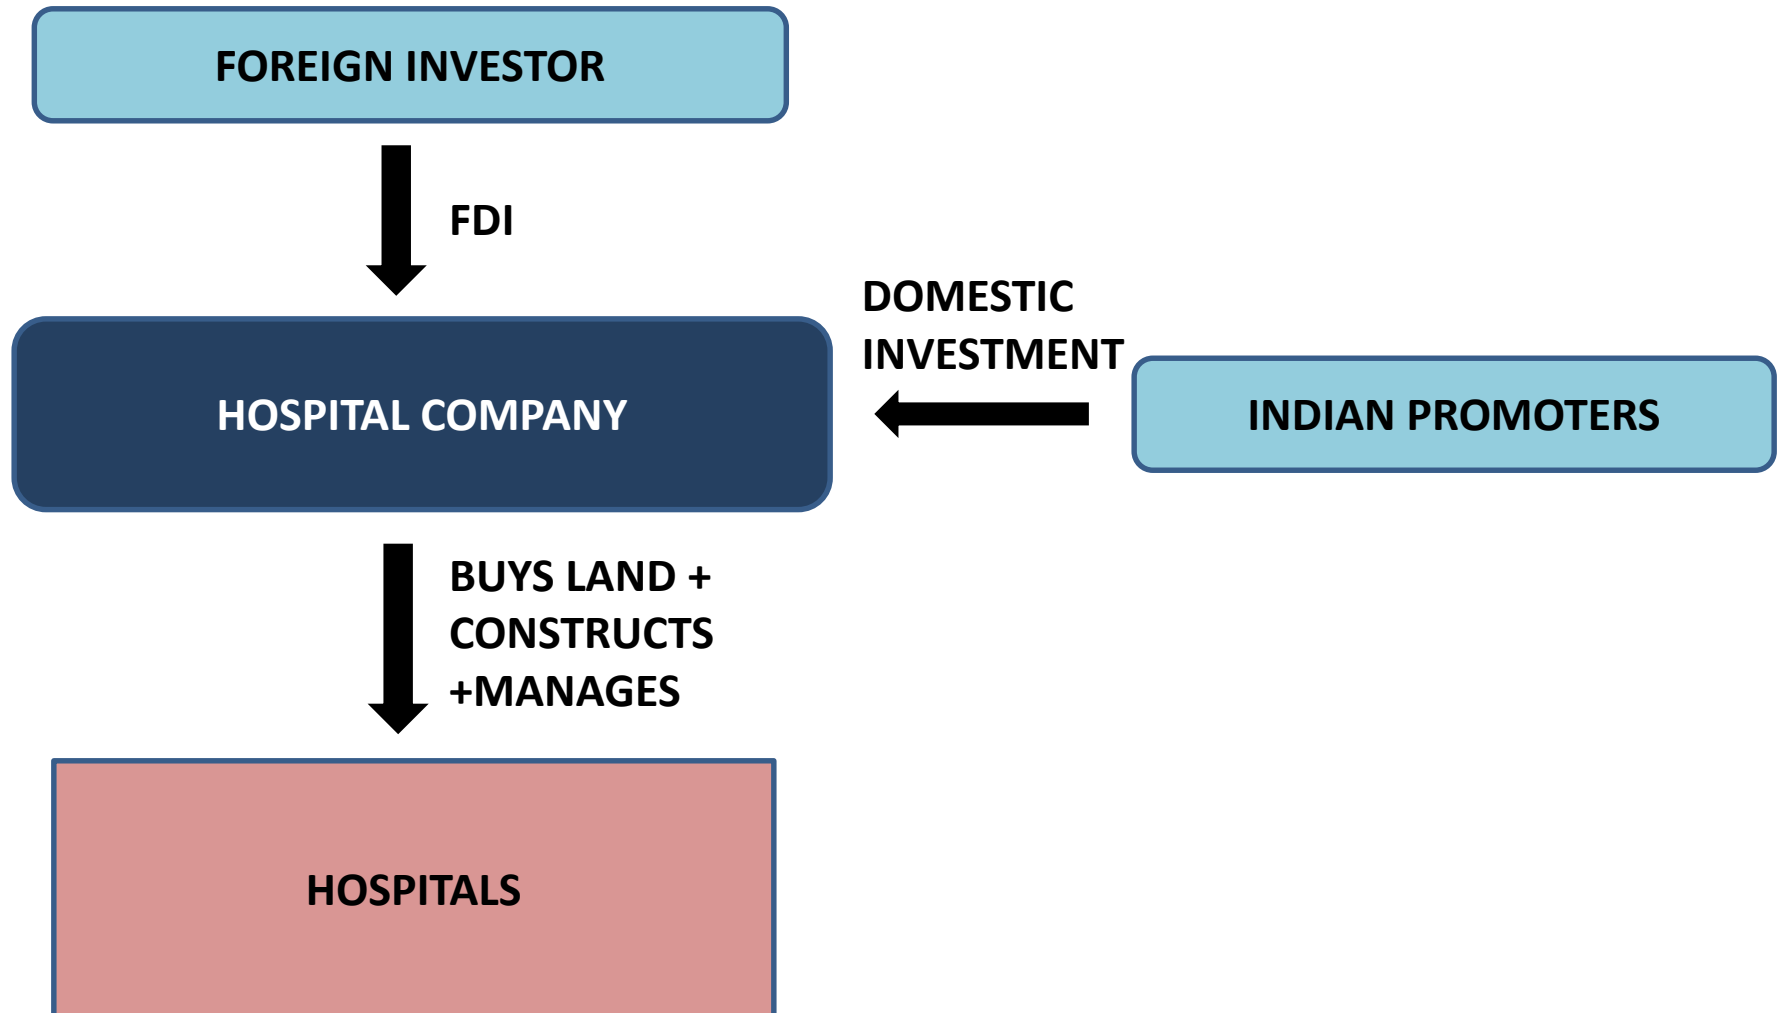 FOREIGN INVESTOR
FDI
DOMESTIC
INVESTMENT
HOSPITAL COMPANY
INDIAN PROMOTERS
BUYS LAND +
CONSTRUCTS
+MANAGES
HOSPITALS